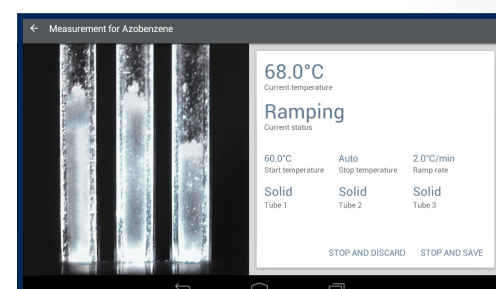 Measurement for Azobenzene
68.0°C
Current temperature
Ramping
Current status
60.0°C Auto 2.0°C/min
Start temperature Stop temperature Ramp rate
Solid Solid Solid
Tube 1 Tube 2 Tube 3
STOP AND DISCARD STOP AND SAVE